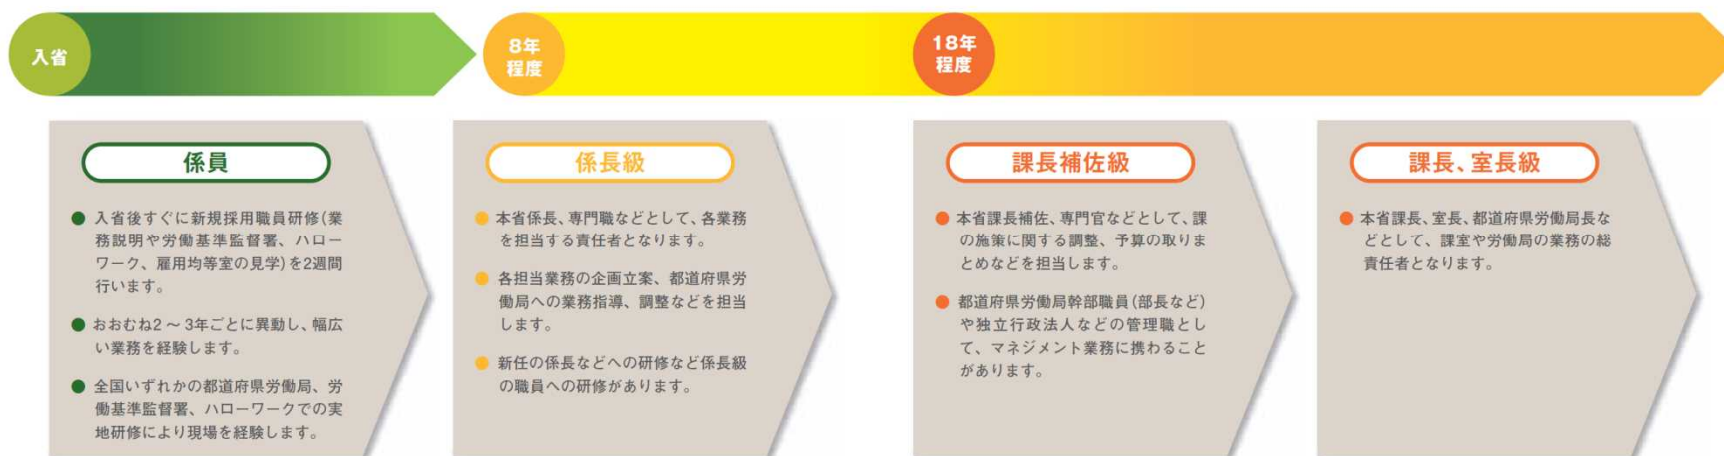 入省
8年
程度
18年
程度
係員
● 入省後すぐに新規採用職員研修(業
務説明や労働基準監督署、ハロー
ワーク、雇用均等室の見学)を2週間
行います。
● おおむね2～3年ごとに異動し、幅広
い業務を経験します。
● 全国いずれかの都道府県労働局、労
働基準監督署、ハローワークでの実
地研修により現場を経験します。
係長級
● 本省係長、専門職などとして、各業務
を担当する責任者となります。
● 各担当業務の企画立案、都道府県労
働局への業務指導、調整などを担当
します。
● 新任の係長などへの研修など係長級
の職員への研修があります。
課長補佐級
● 本省課長補佐、専門官などとして、課
の施策に関する調整、予算の取りま
とめなどを担当します。
● 都道府県労働局幹部職員(部長など)
や独立行政法人などの管理職とし
て、マネジメント業務に携わること
があります。
課長、室長級
● 本省課長、室長、都道府県労働局長な
どとして、課室や労働局の業務の総
責任者となります。